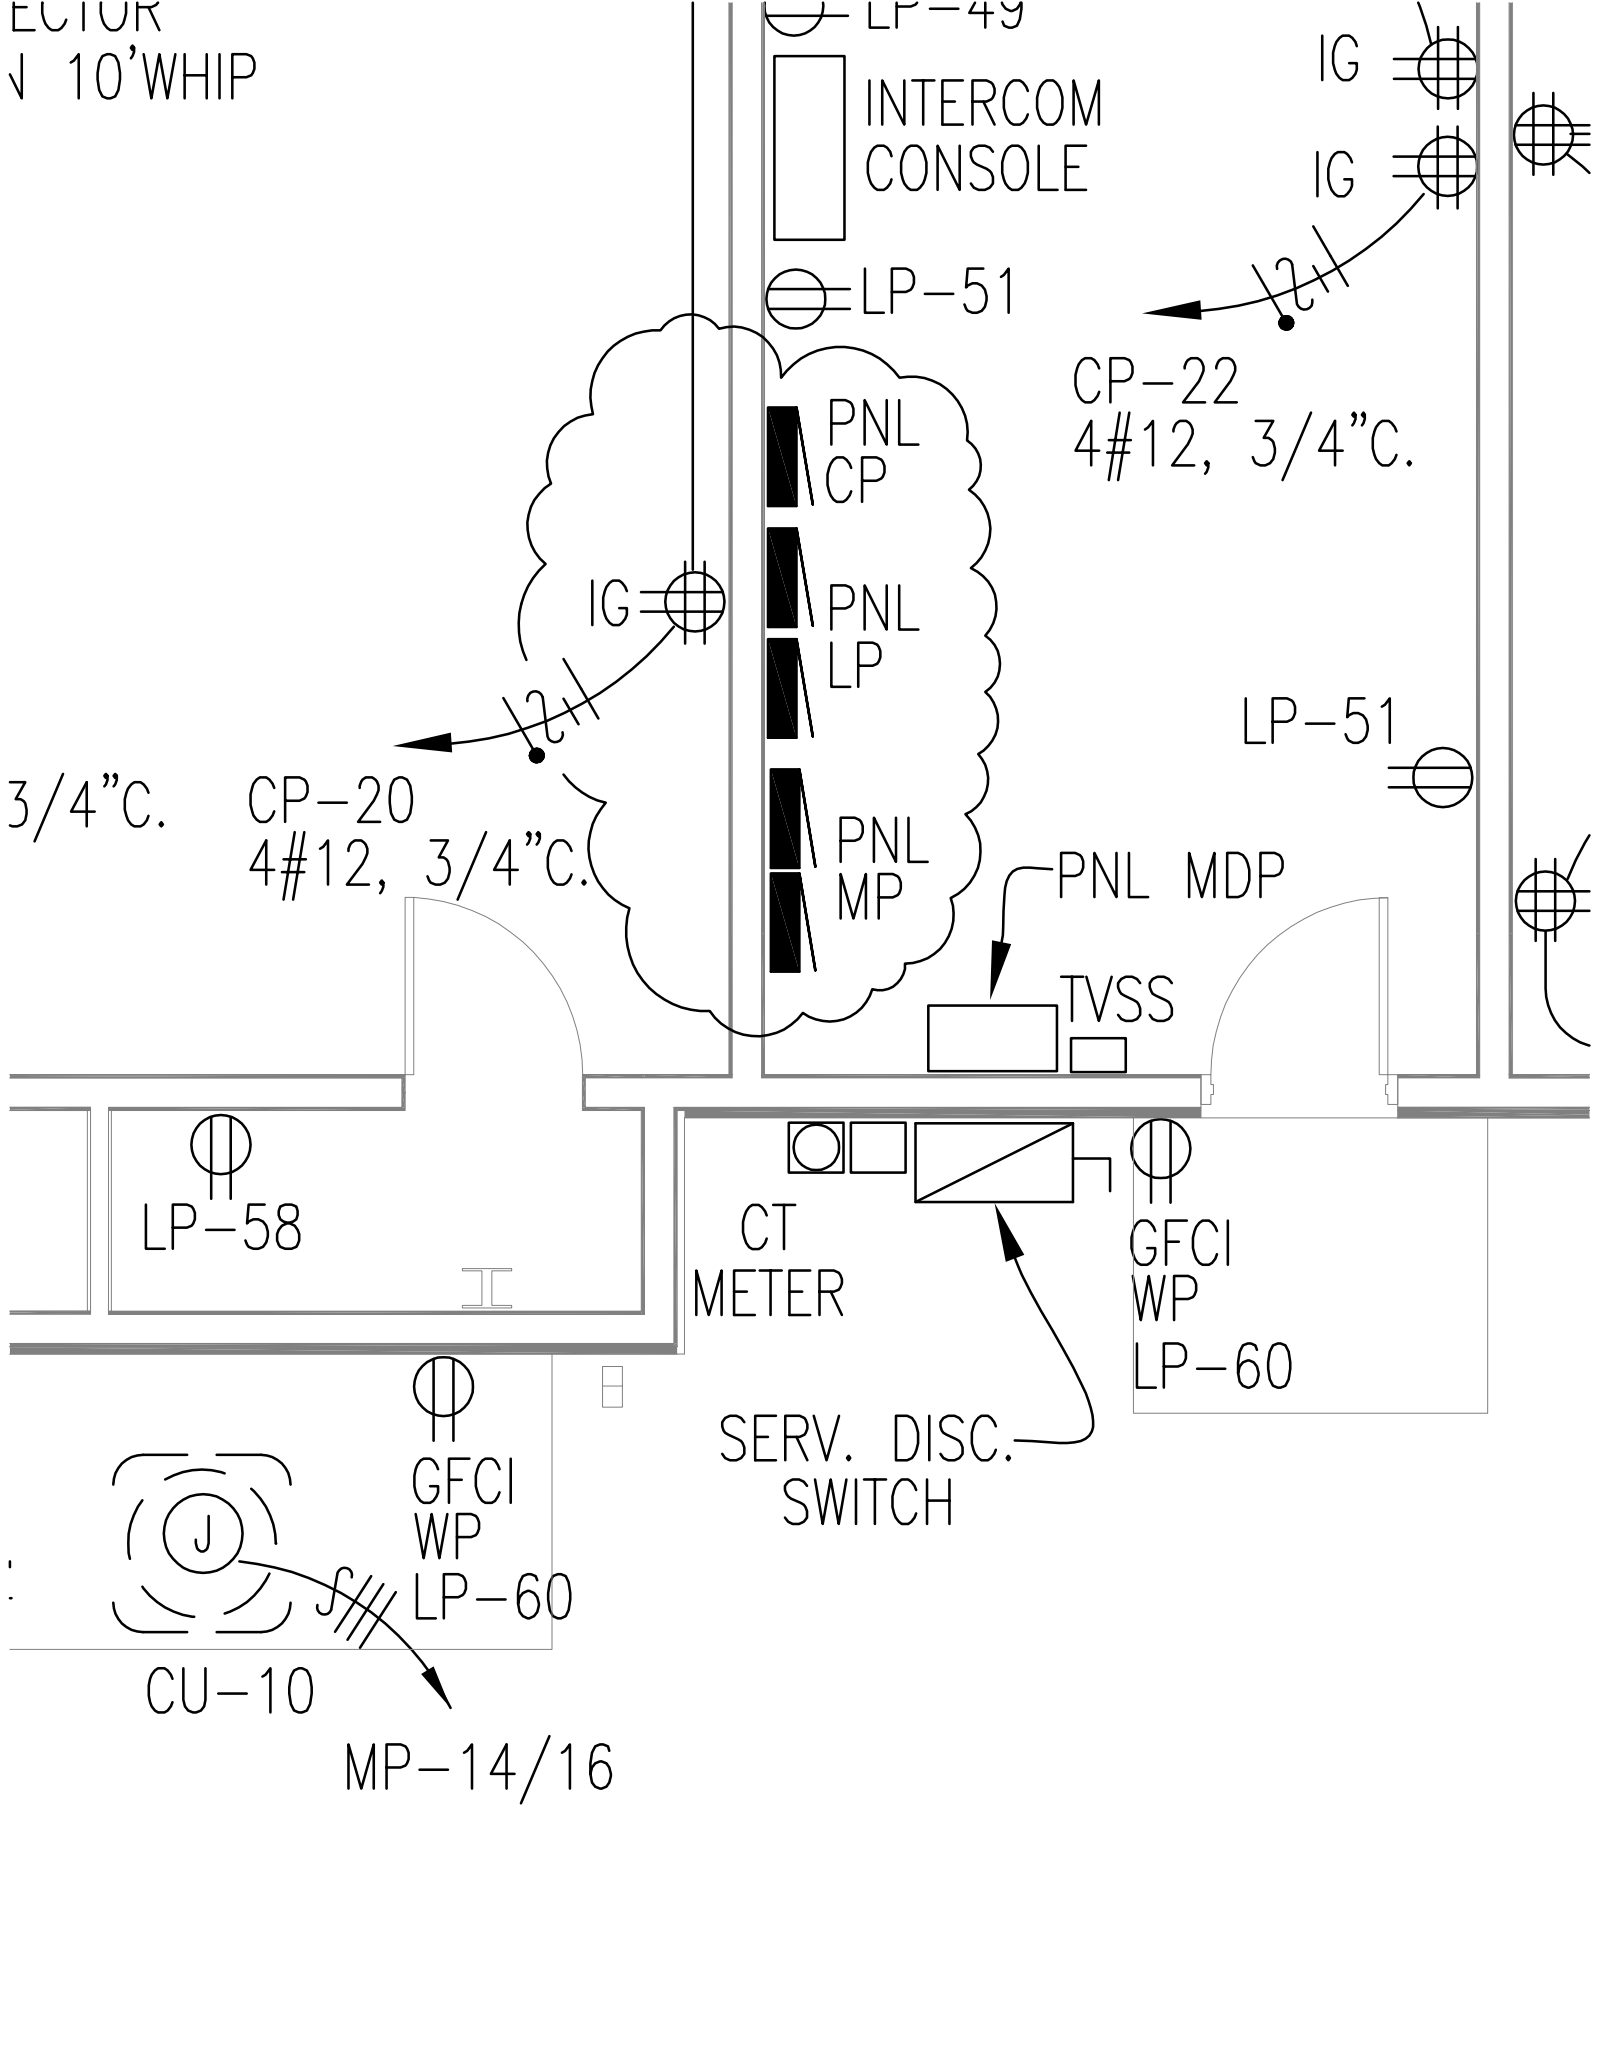 LP-49
10'WHIP
IG
INTERCOM
CONSOLE
IG
LP-51
CP-22
4#12, 3/4"C.
PNL
CP
IG
PNL
LP
LP-51
3/4"C.
CP-20
4#12, 3/4"C.
PNL
MP
PNL MDP
TVSS
LP-58
CT
METER
GFCI
WP
LP-60
SERV. DISC.
SWITCH
GFCI
WP
LP-60
J
CU-10
MP-14/16